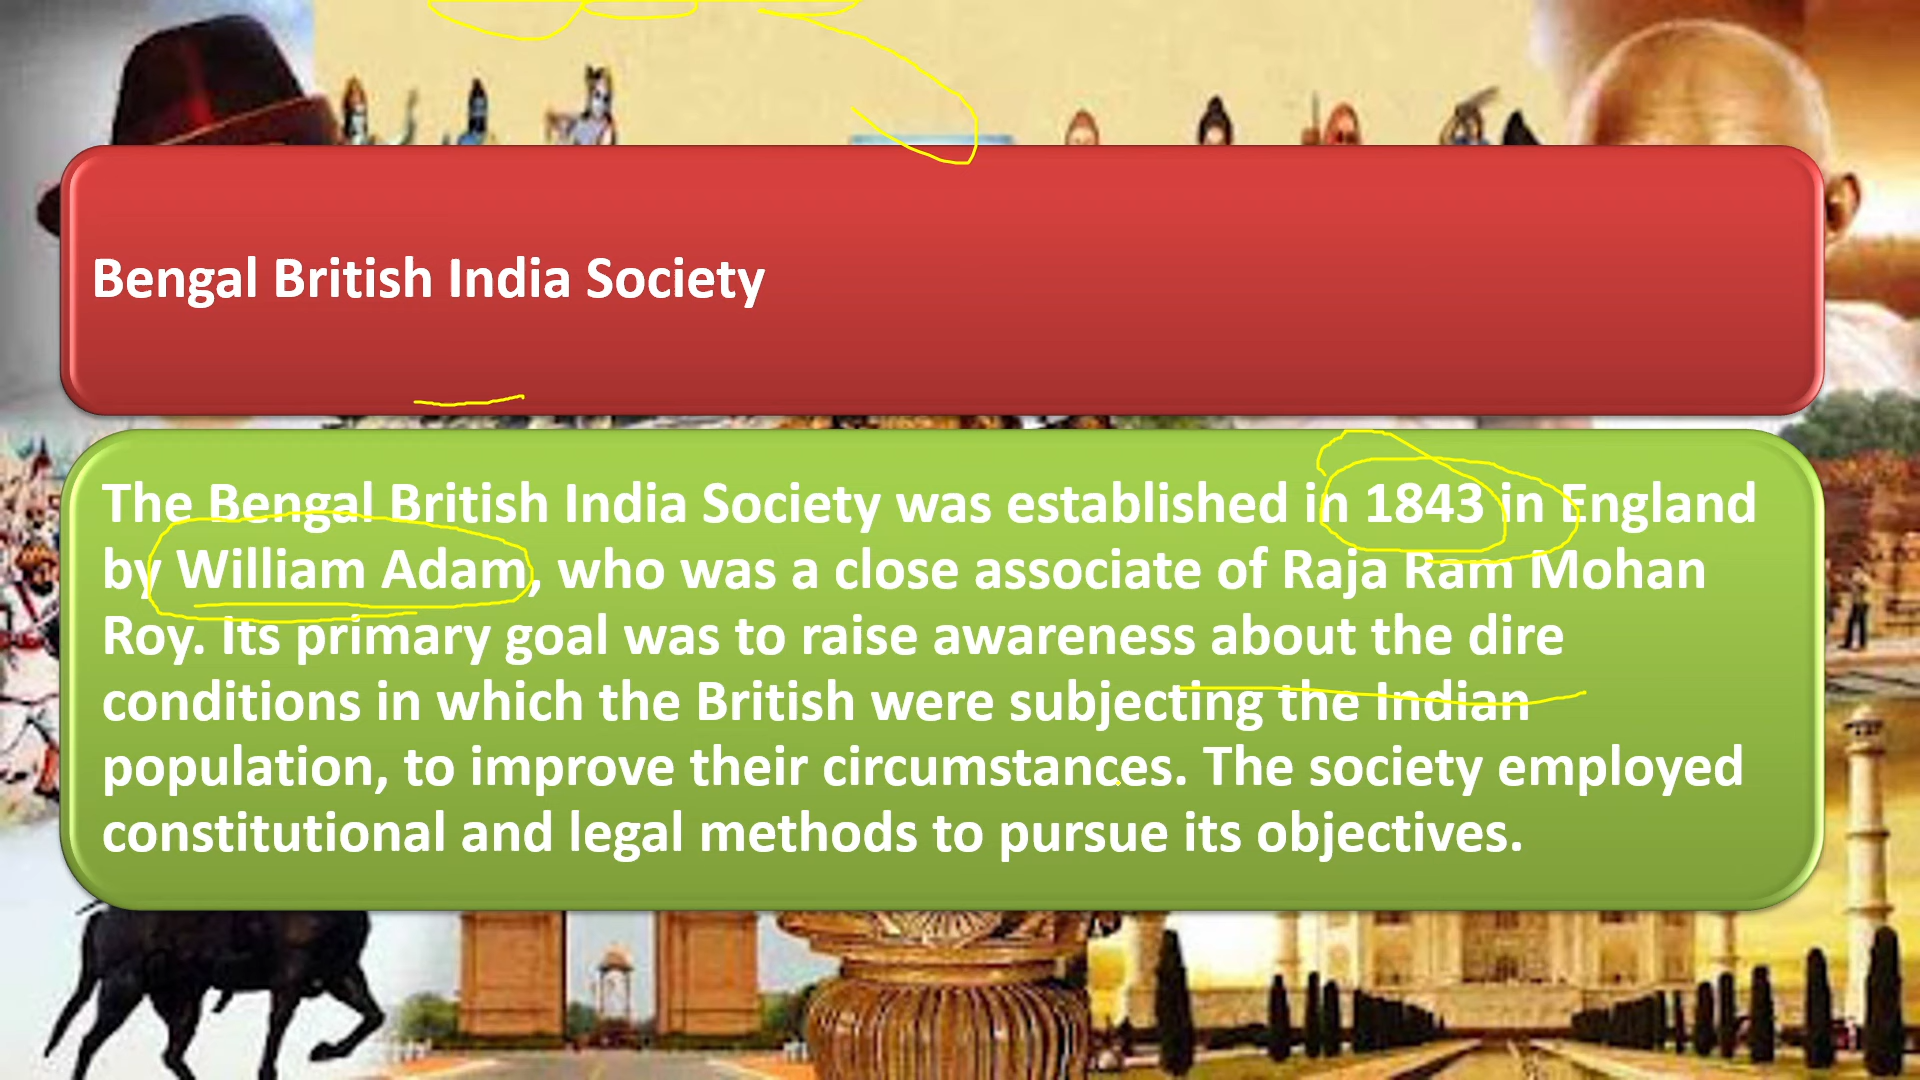 Bengal British India Society
The Bengal British India Society was established in 1843 in England
by William Adam, who was a close associate of Raja Ram Mohan
Roy. Its primary goal was to raise awareness about the dire
conditions in which the British were subjecting the Indian
population, to improve their circumstances. The society employed
constitutional and legal methods to pursue its objectives.